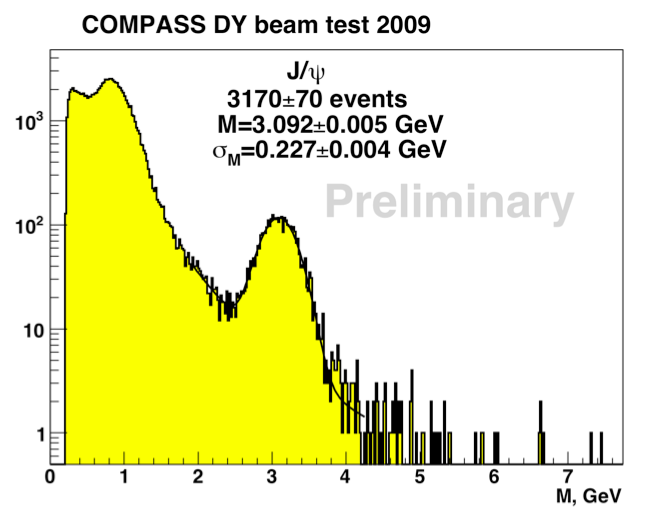 COMPASS DY beam test 2009
J/ψ
3170±70 events
M=3.092±0.005 GeV
σM=0.227±0.004 GeV
Preliminary
10³
10²
10
1
0 1 2 3 4 5 6 7
M, GeV